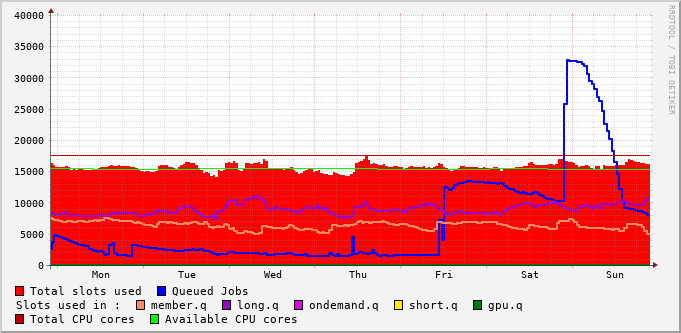 40000
35000
30000
25000
20000
15000
10000
5000
0
Mon Tue Wed Thu Fri Sat Sun
RRDTOOL / TOBI OETIKER
Total slots used Queued Jobs
Slots used in : member.q long.q ondemand.q short.q gpu.q
Total CPU cores Available CPU cores